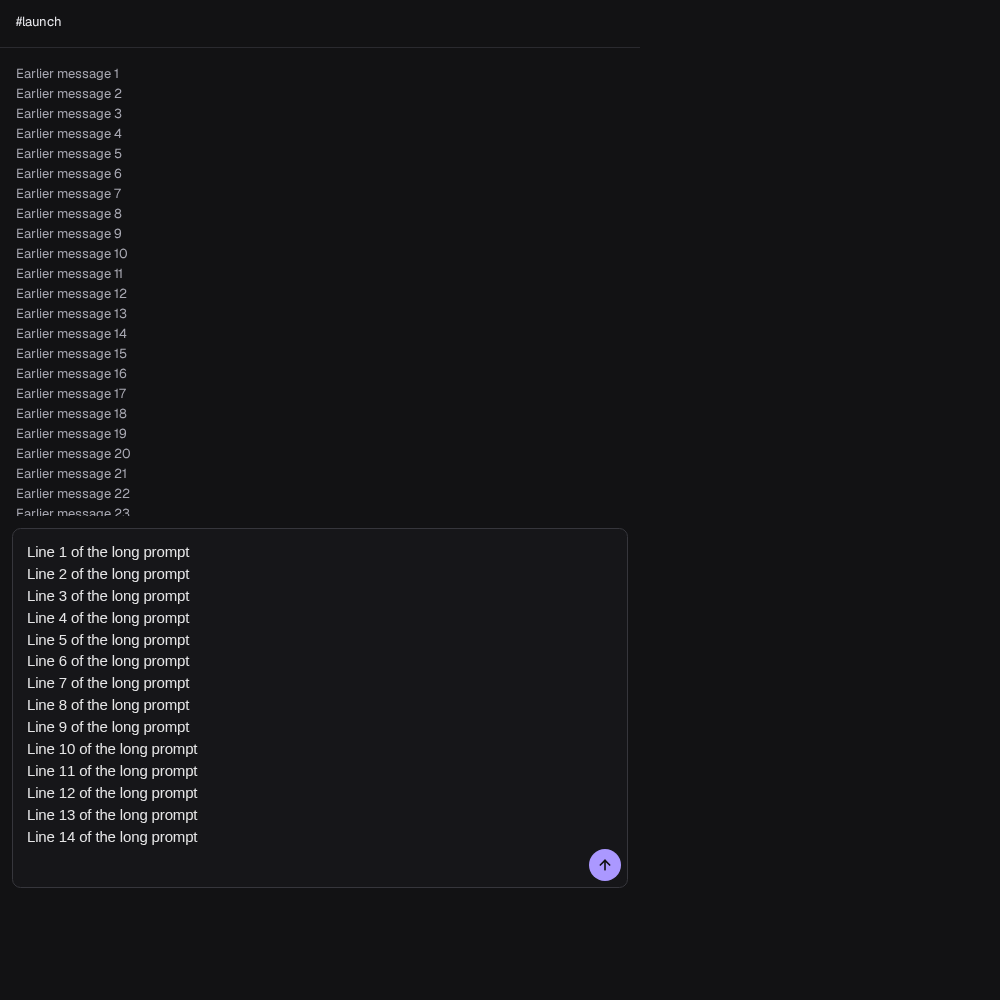 #launch
Earlier message 1
Earlier message 2
Earlier message 3
Earlier message 4
Earlier message 5
Earlier message 6
Earlier message 7
Earlier message 8
Earlier message 9
Earlier message 10
Earlier message 11
Earlier message 12
Earlier message 13
Earlier message 14
Earlier message 15
Earlier message 16
Earlier message 17
Earlier message 18
Earlier message 19
Earlier message 20
Earlier message 21
Earlier message 22
Earlier message 23
Line 1 of the long prompt
Line 2 of the long prompt
Line 3 of the long prompt
Line 4 of the long prompt
Line 5 of the long prompt
Line 6 of the long prompt
Line 7 of the long prompt
Line 8 of the long prompt
Line 9 of the long prompt
Line 10 of the long prompt
Line 11 of the long prompt
Line 12 of the long prompt
Line 13 of the long prompt
Line 14 of the long prompt